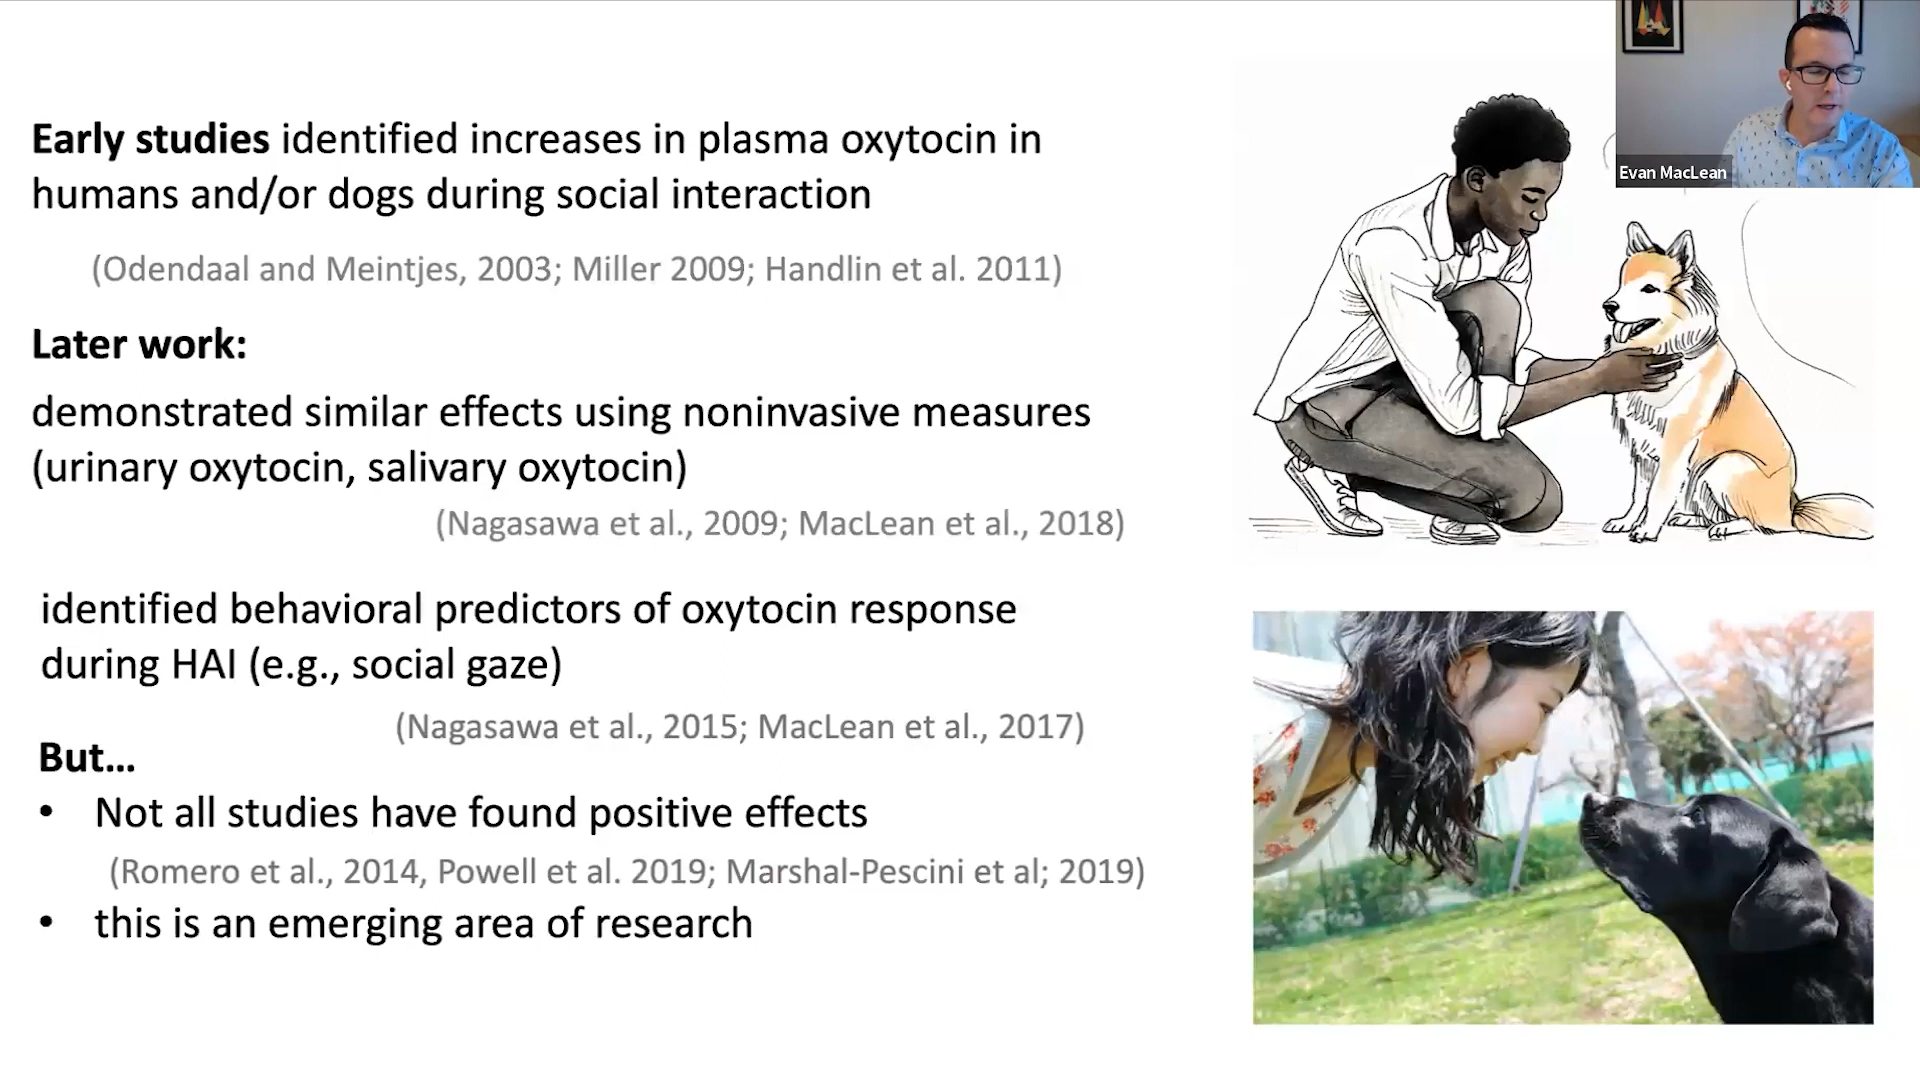 Early studies identified increases in plasma oxytocin in
humans and/or dogs during social interaction
(Odendaal and Meintjes, 2003; Miller 2009; Handlin et al. 2011)
Later work:
demonstrated similar effects using noninvasive measures
(urinary oxytocin, salivary oxytocin)
(Nagasawa et al., 2009; MacLean et al., 2018)
identified behavioral predictors of oxytocin response
during HAI (e.g., social gaze)
(Nagasawa et al., 2015; MacLean et al., 2017)
But...
• Not all studies have found positive effects
(Romero et al., 2014, Powell et al. 2019; Marshal-Pescini et al; 2019)
• this is an emerging area of research
Evan MacLean